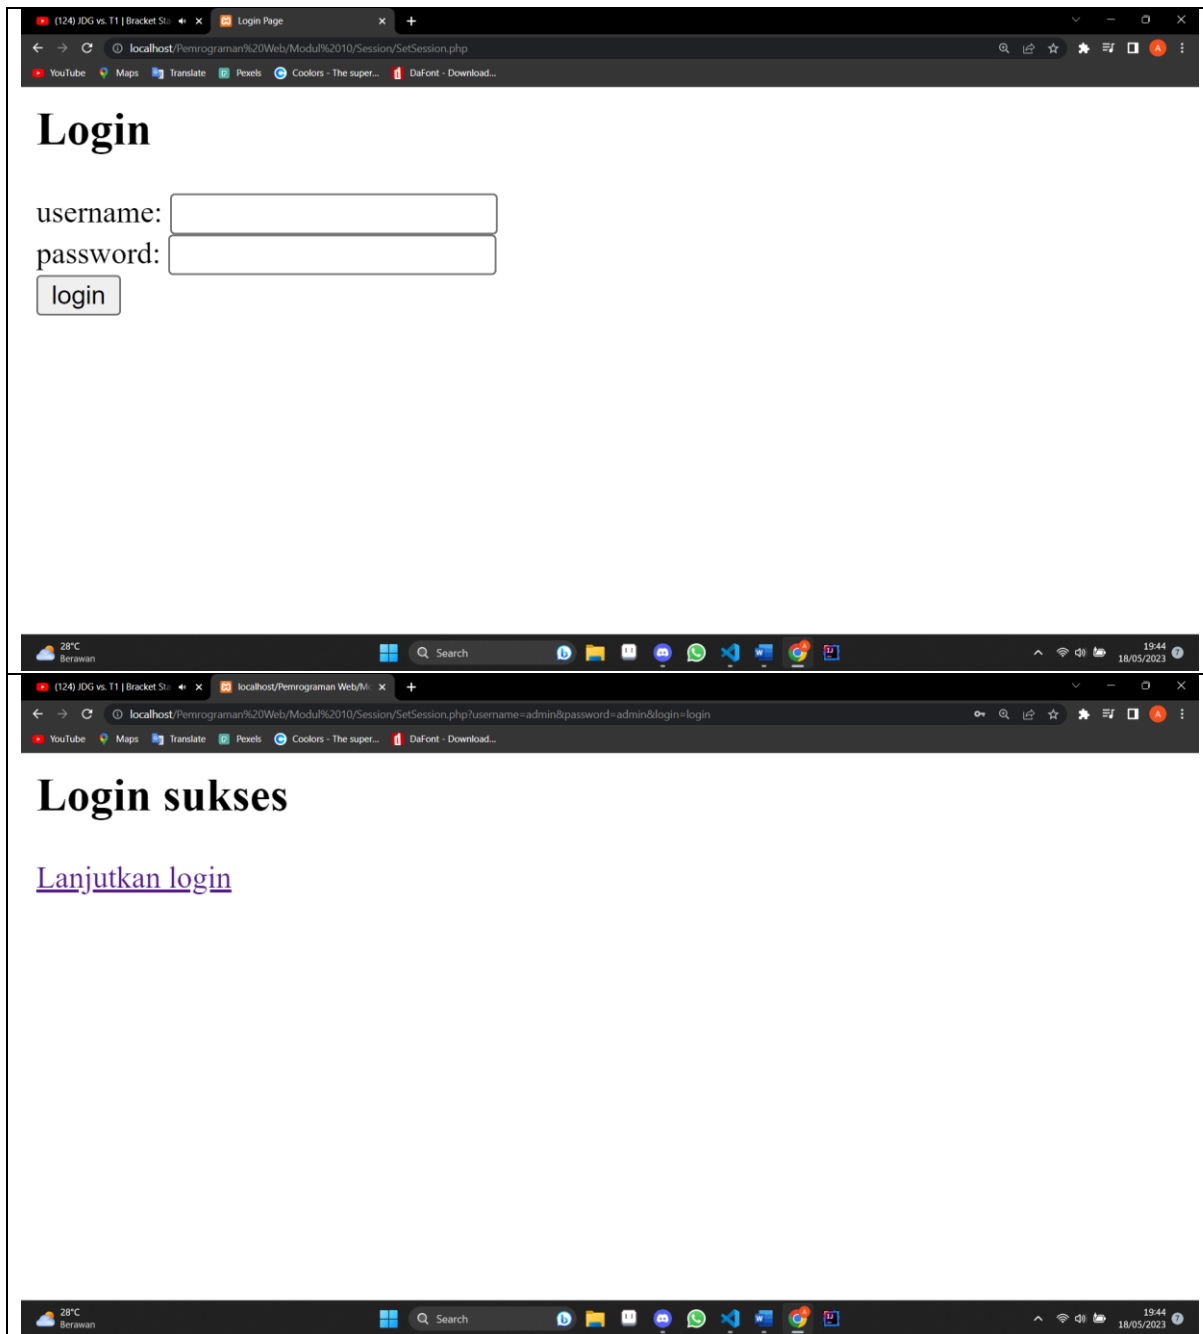 (124) JDG vs. T1 | Bracket Sta
Login Page
localhost/Pemrograman%20Web/Modul%2010/Session/SetSession.php
A
YouTube Maps Translate Pexels Coolors - The super... DaFont - Download...
Login
username:
password:
login
28°C
Berawan
Search
19:44
18/05/2023
7
(124) JDG vs. T1 | Bracket Sta
localhost/Pemrograman Web/Mo
localhost/Pemrograman%20Web/Modul%2010/Session/SetSession.php?username=admin&password=admin&login=login
A
YouTube Maps Translate Pexels Coolors - The super... DaFont - Download...
Login sukses
Lanjutkan login
28°C
Berawan
Search
19:44
18/05/2023
7